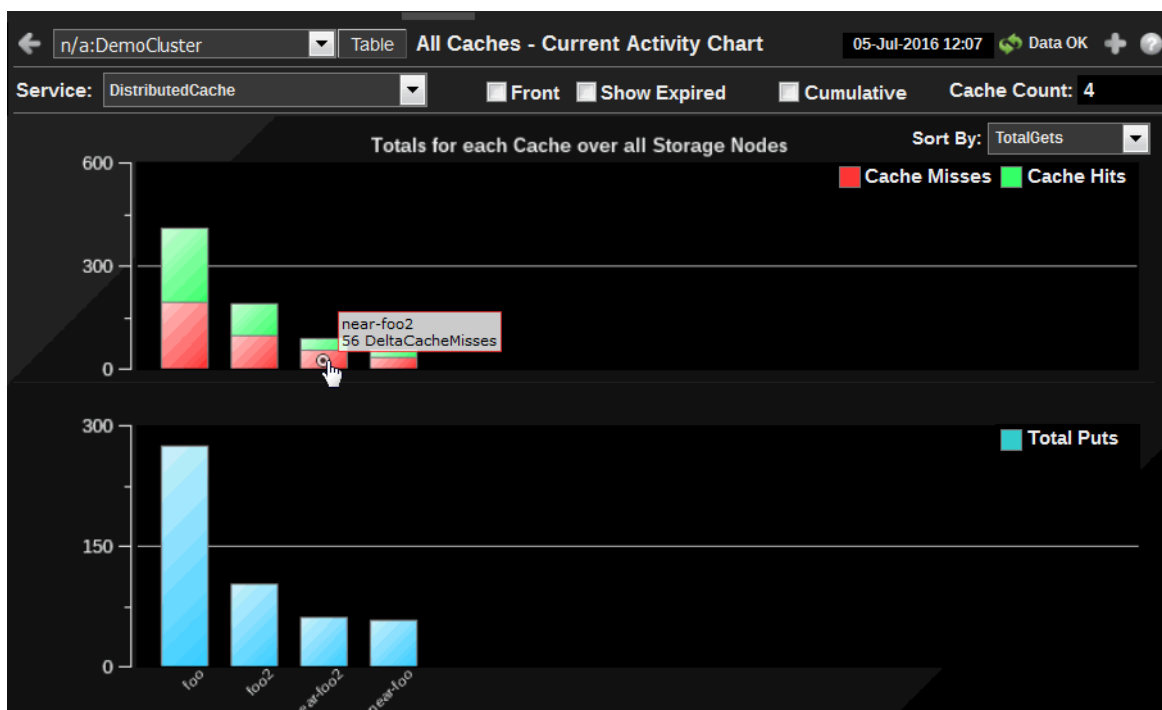 n/a:DemoCluster Table All Caches - Current Activity Chart 05-Jul-2016 12:07 Data OK
Service: DistributedCache Front Show Expired Cumulative Cache Count: 4
Totals for each Cache over all Storage Nodes Sort By: TotalGets
Cache Misses Cache Hits
600
300
0
near-foo2
56 DeltaCacheMisses
Total Puts
300
150
0
foo foo2 near-foo2 near-foo